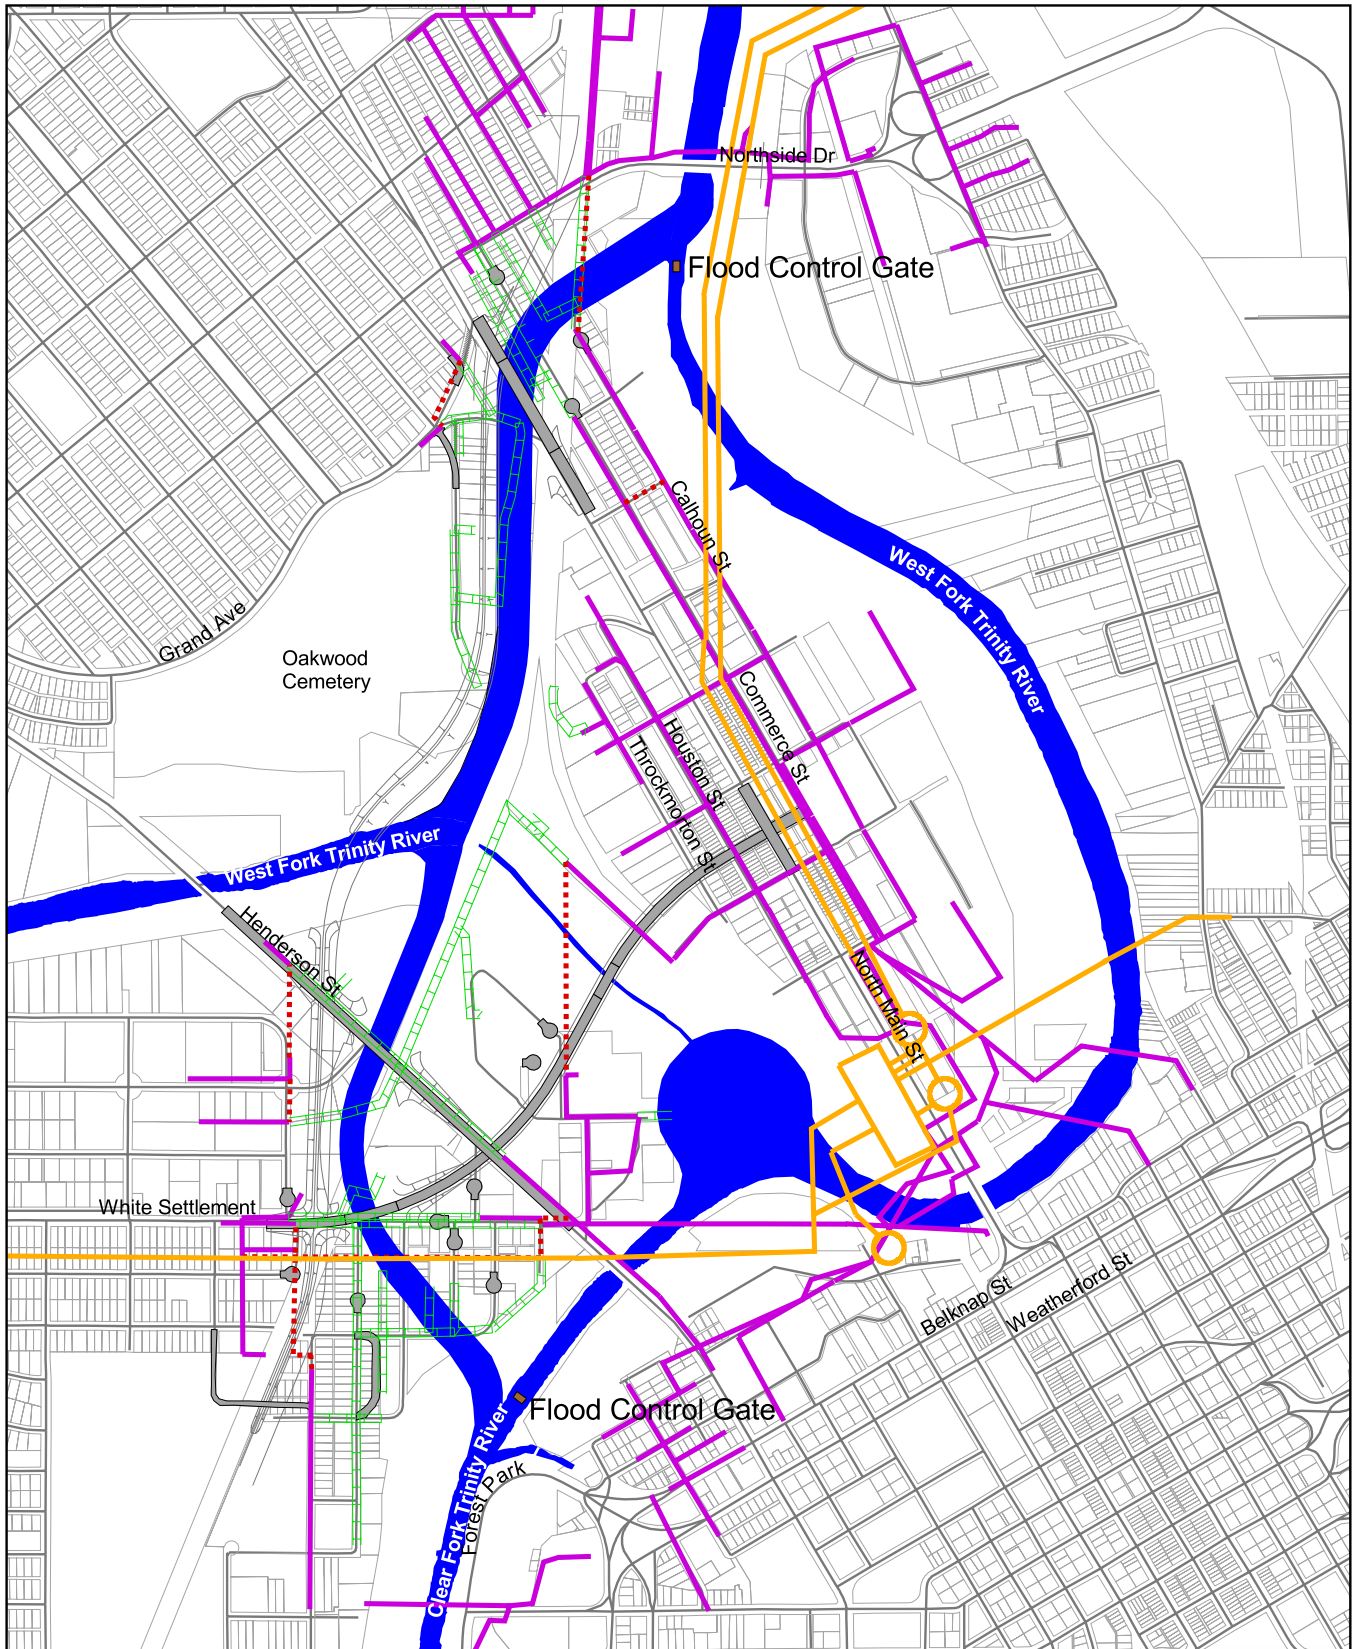 Northside Dr
Flood Control Gate
Calhoun St
West Fork Trinity River
Grand Ave
Oakwood
Cemetery
Commerce St
Houston St
Throckmorton St
West Fork Trinity River
Henderson St
North Main St
White Settlement
Belknap St
Weatherford St
Flood Control Gate
Clear Fork Trinity River
Forest Park